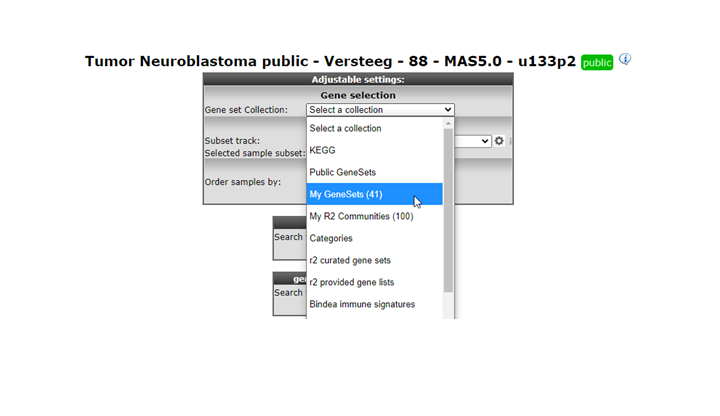 Tumor Neuroblastoma public - Versteeg - 88 - MAS5.0 - u133p2 public
Adjustable settings:
Gene selection
Gene set Collection: Select a collection
Select a collection
KEGG
Public GeneSets
My GeneSets (41)
My R2 Communities (100)
Categories
r2 curated gene sets
r2 provided gene lists
Bindea immune signatures
Subset track:
Selected sample subset:
Order samples by:
Search
ge
Search